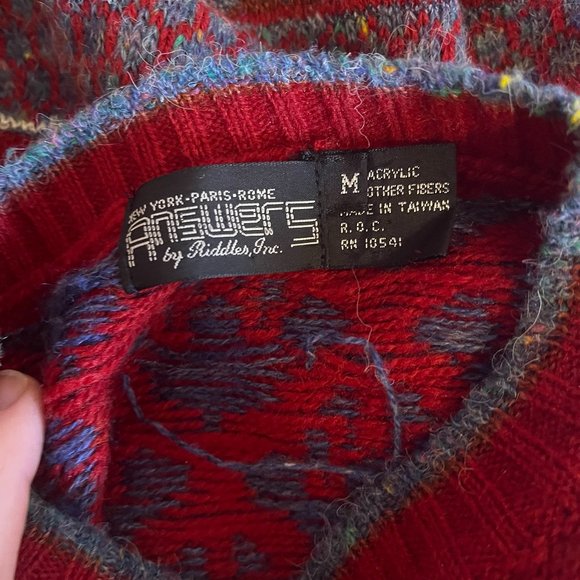 NEW YORK-PARIS-ROME
ANSWERS
by Riddles, Inc.
M ACRYLIC
OTHER FIBERS
MADE IN TAIWAN
R.O.C.
RN 10541